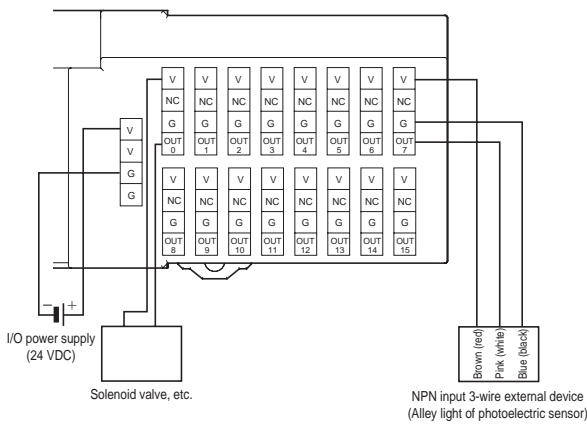 V V V V V V V V
NC NC NC NC NC NC NC NC
G G G G G G G G
OUT 0 OUT 1 OUT 2 OUT 3 OUT 4 OUT 5 OUT 6 OUT 7
V
V
G
G
V V V V V V V V
NC NC NC NC NC NC NC NC
G G G G G G G G
OUT 8 OUT 9 OUT 10 OUT 11 OUT 12 OUT 13 OUT 14 OUT 15
− +
I/O power supply
(24 VDC)
Solenoid valve, etc.
Brown (red)
Pink (white)
Blue (black)
NPN input 3-wire external device
(Alley light of photoelectric sensor)